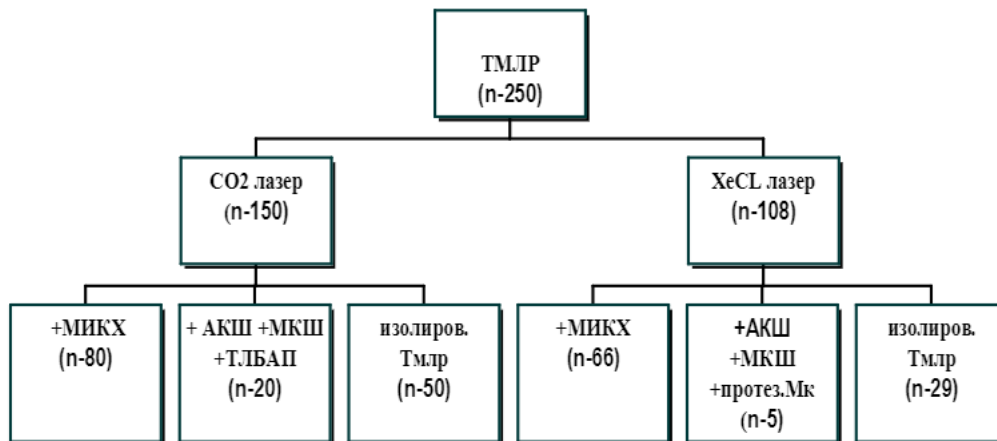 ТМЛР
(n-250)
CO2 лазер
(n-150)
XeCL лазер
(n-108)
+МИКХ
(n-80)
+ АКШ +МКШ
+ТЛБАП
(n-20)
изолиров.
Тмлр
(n-50)
+МИКХ
(n-66)
+АКШ
+МКШ
+протез.Мк
(n-5)
изолиров.
Тмлр
(n-29)